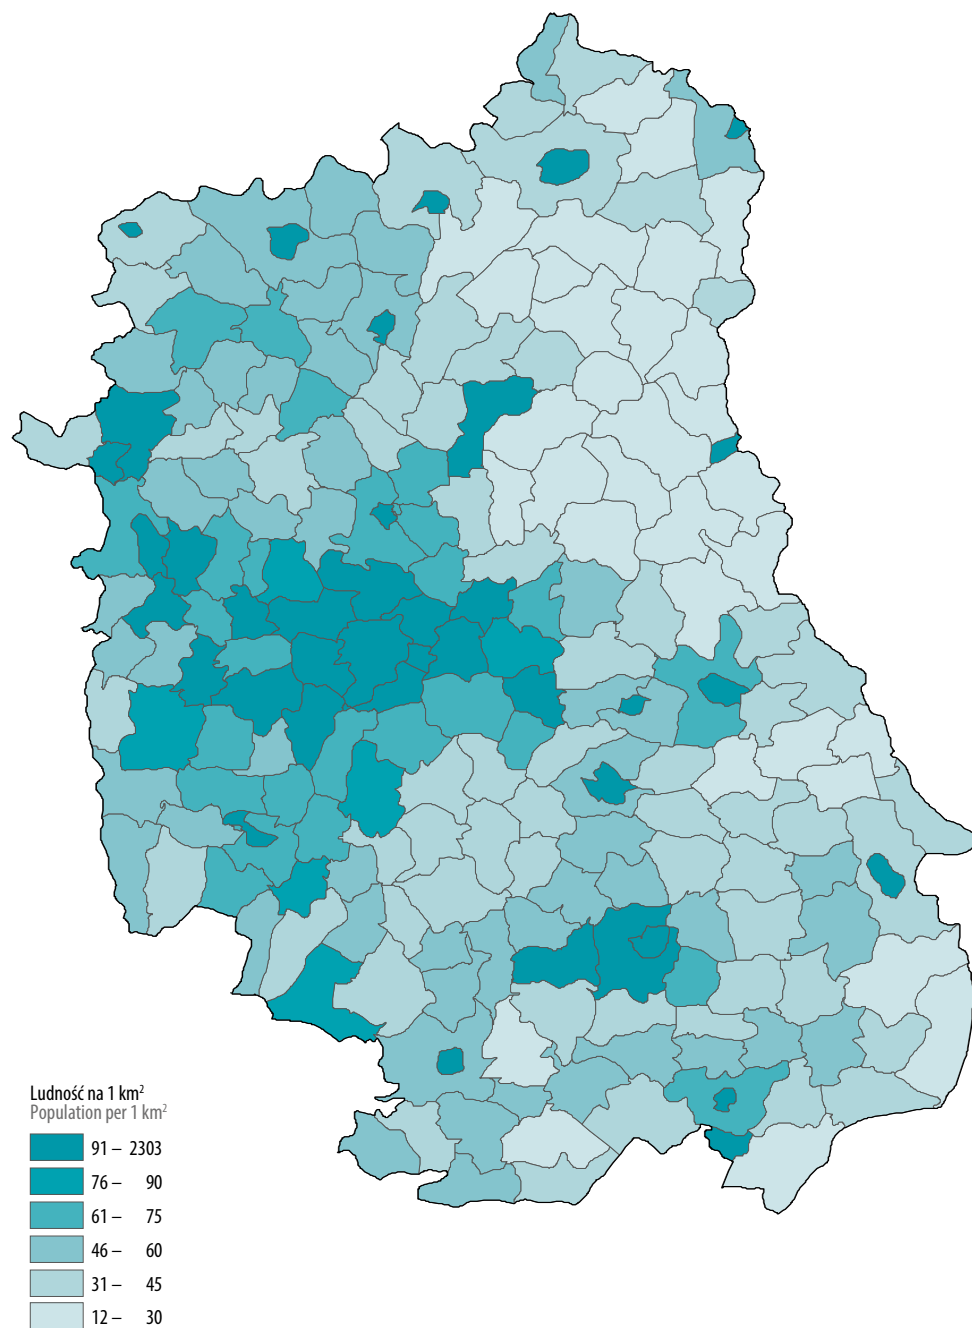 Ludność na 1 km²
Population per 1 km²
91 – 2303
76 – 90
61 – 75
46 – 60
31 – 45
12 – 30